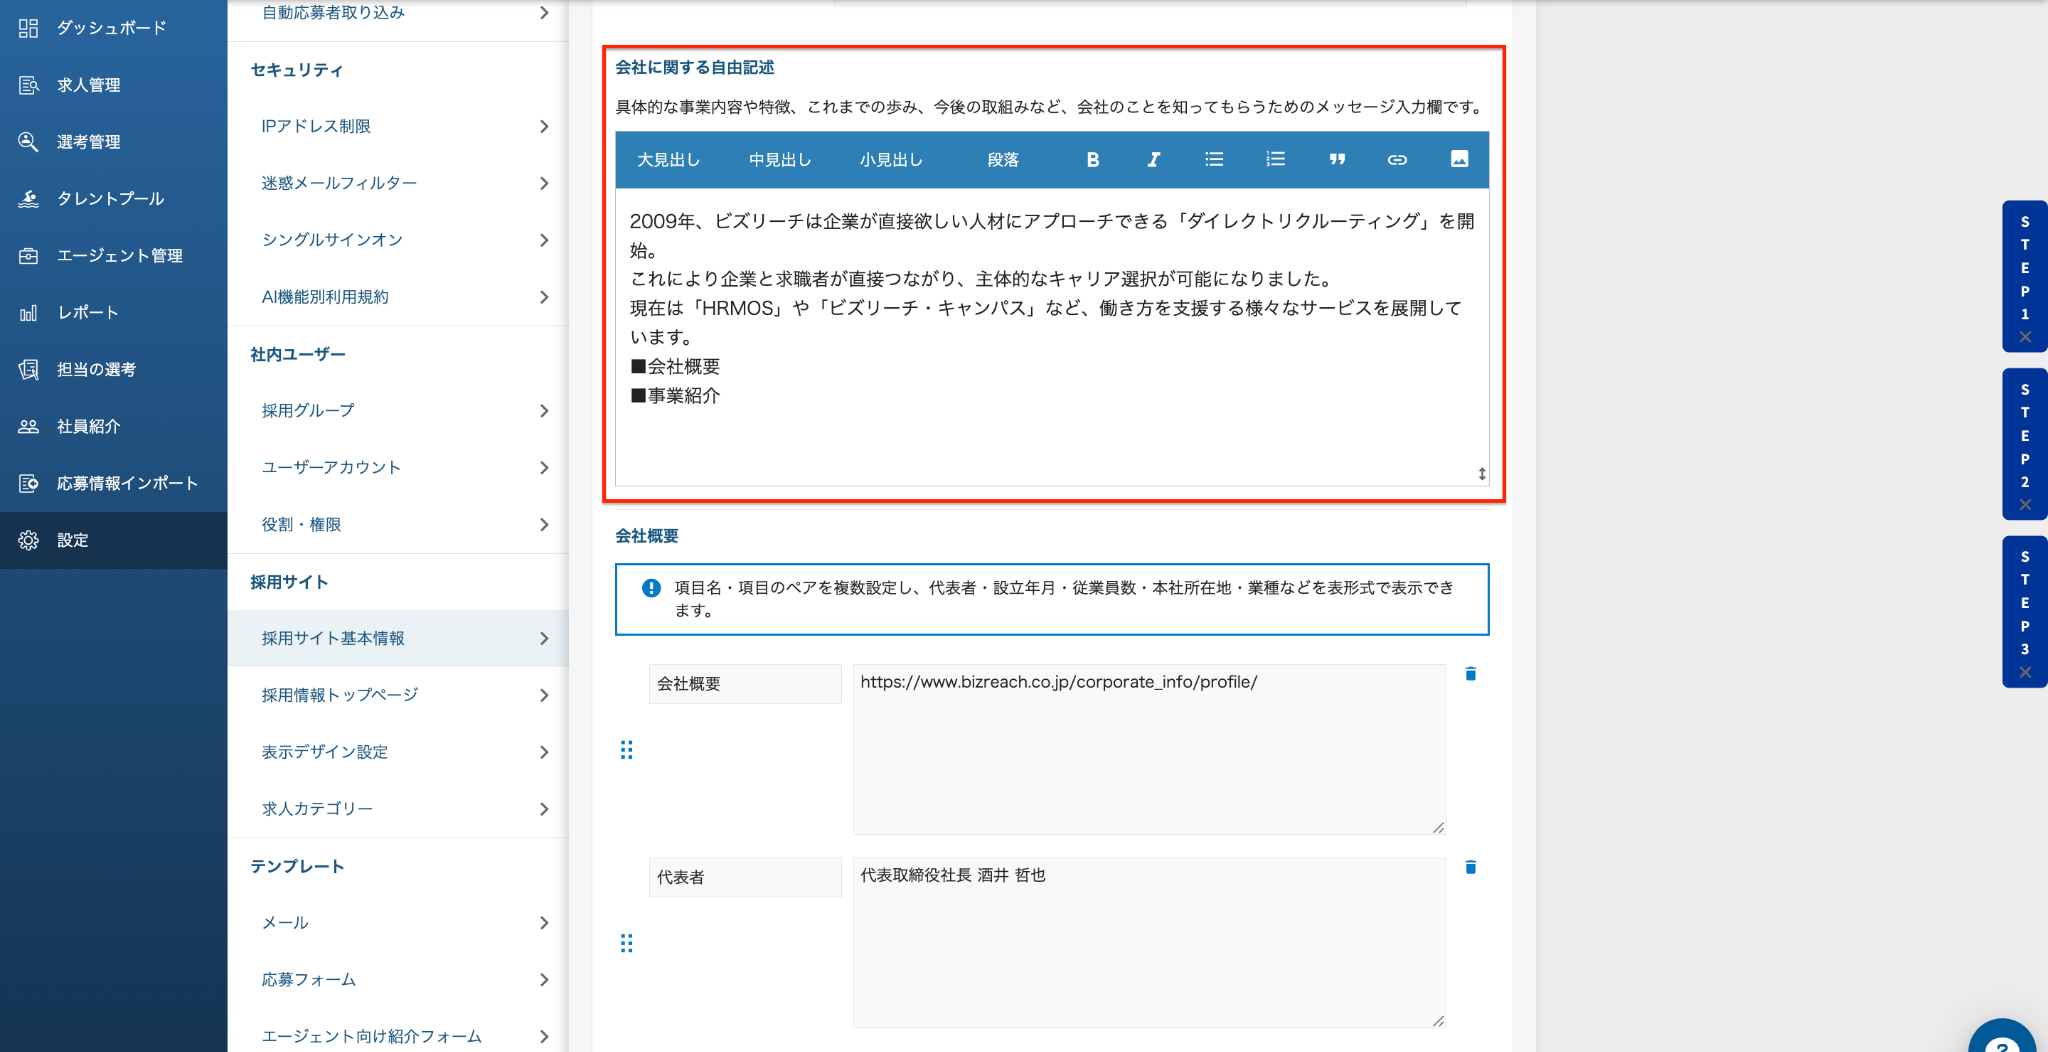 ダッシュボード
求人管理
選考管理
タレントプール
エージェント管理
レポート
担当の選考
社員紹介
応募情報インポート
設定
自動応募者取り込み
セキュリティ
IPアドレス制限
迷惑メールフィルター
シングルサインオン
AI機能別利用規約
社内ユーザー
採用グループ
ユーザーアカウント
役割・権限
採用サイト
採用サイト基本情報
採用情報トップページ
表示デザイン設定
求人カテゴリー
テンプレート
メール
応募フォーム
エージェント向け紹介フォーム
会社に関する自由記述
具体的な事業内容や特徴、これまでの歩み、今後の取組みなど、会社のことを知ってもらうためのメッセージ入力欄です。
大見出し 中見出し 小見出し 段落 B I
2009年、ビズリーチは企業が直接欲しい人材にアプローチできる「ダイレクトリクルーティング」を開
始。
これにより企業と求職者が直接つながり、主体的なキャリア選択が可能になりました。
現在は「HRMOS」や「ビズリーチ・キャンパス」など、働き方を支援する様々なサービスを展開して
います。
■会社概要
■事業紹介
会社概要
項目名・項目のペアを複数設定し、代表者・設立年月・従業員数・本社所在地・業種などを表形式で表示でき
ます。
会社概要
https://www.bizreach.co.jp/corporate_info/profile/
代表者
代表取締役社長 酒井 哲也
STEP1
STEP2
STEP3
?